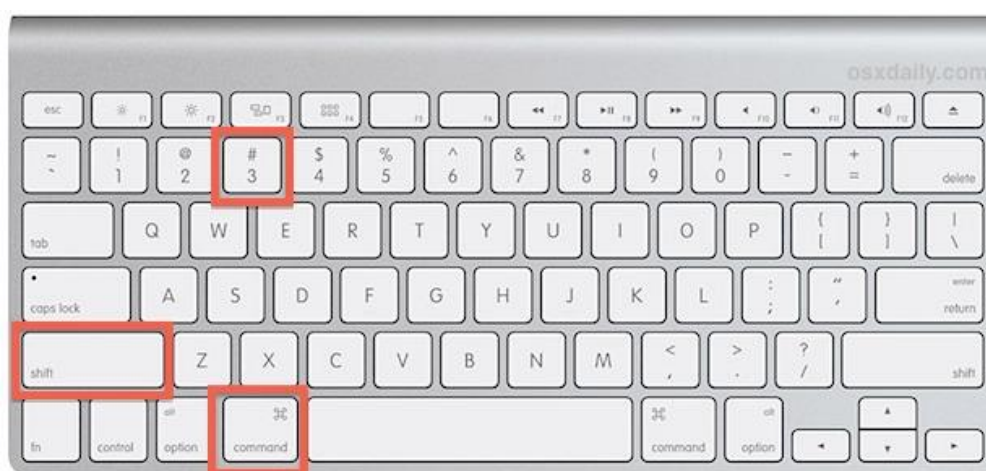 osxdaily.com
esc F1 F2 F3 F4 F5 F6 F7 F8 F9 F10 F11 F12
~ ! @ # $ % ^ & * ( ) – +
` 1 2 3 4 5 6 7 8 9 0 - = delete
tab Q W E R T Y U I O P { [ } ] | \
caps lock A S D F G H J K L : ; " ' enter return
shift Z X C V B N M < , > . ? / shift
fn control alt option ⌘ command ⌘ command alt option